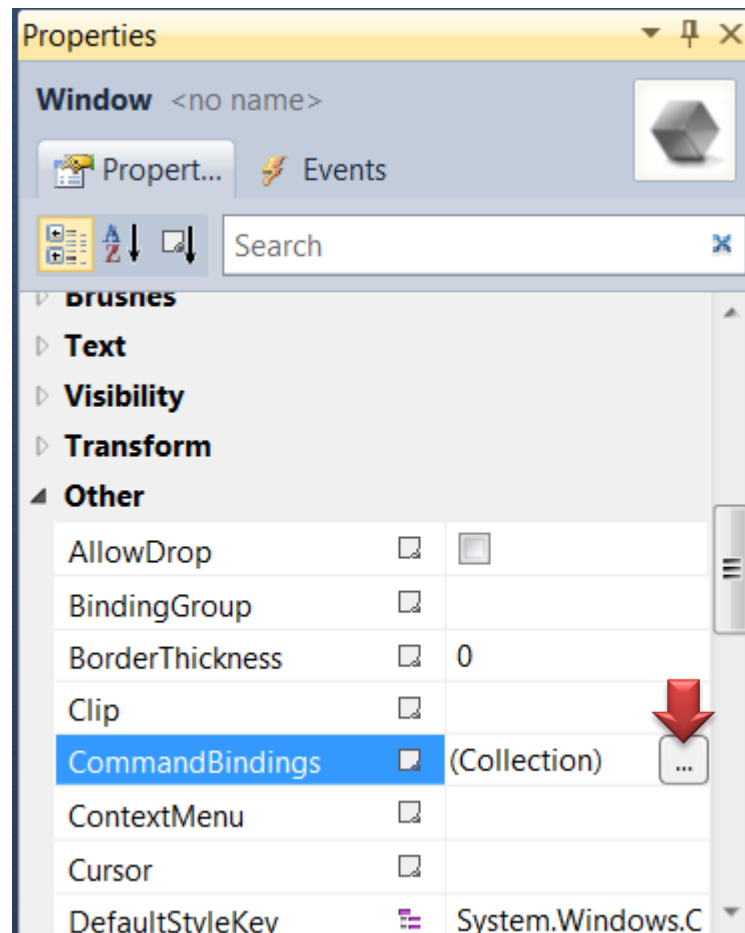 Properties
Window <no name>
Propert... Events
Search
Brushes
Text
Visibility
Transform
Other
AllowDrop
BindingGroup
BorderThickness 0
Clip
CommandBindings (Collection) ...
ContextMenu
Cursor
DefaultStyleKey System.Windows.C